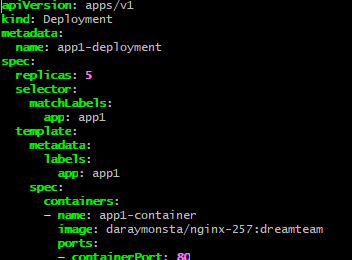 apiVersion: apps/v1
kind: Deployment
metadata:
  name: app1-deployment
spec:
  replicas: 5
  selector:
    matchLabels:
      app: app1
  template:
    metadata:
      labels:
        app: app1
    spec:
      containers:
      - name: app1-container
        image: daraymonsta/nginx-257:dreamteam
        ports:
        - containerPort: 80